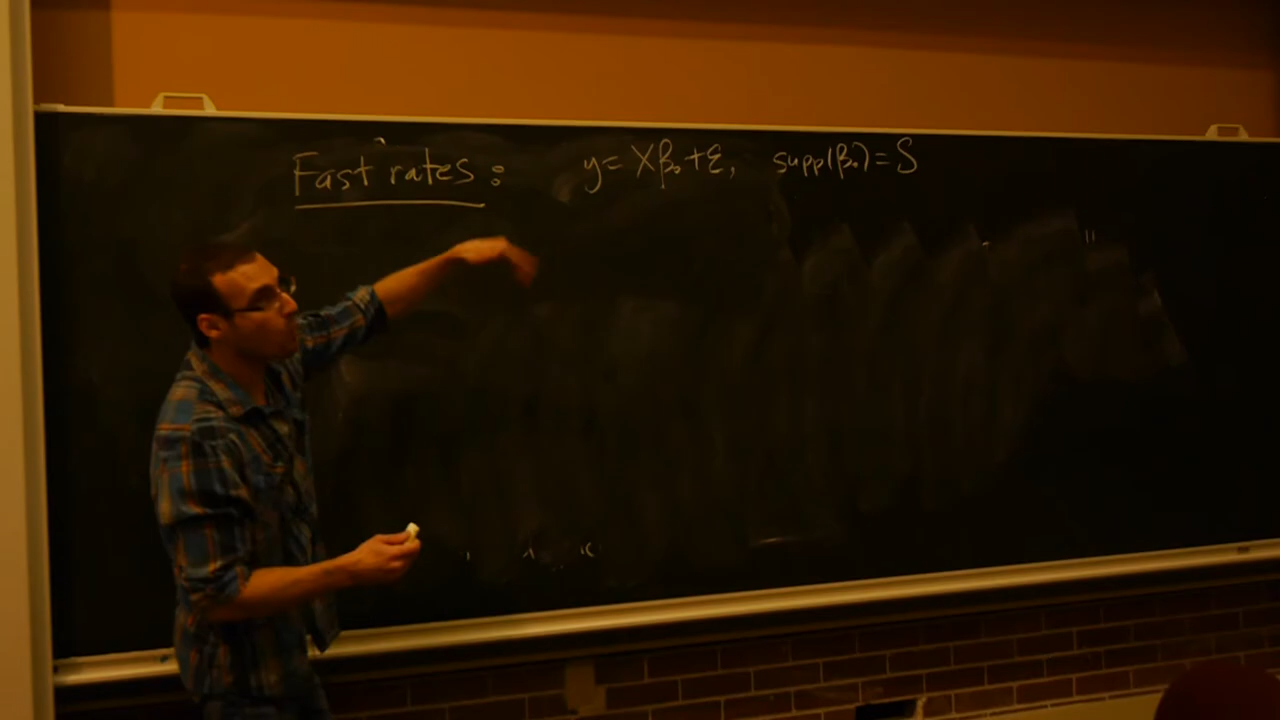 Fast rates: y = Xβ₀ + ε, supp(β₀) = S